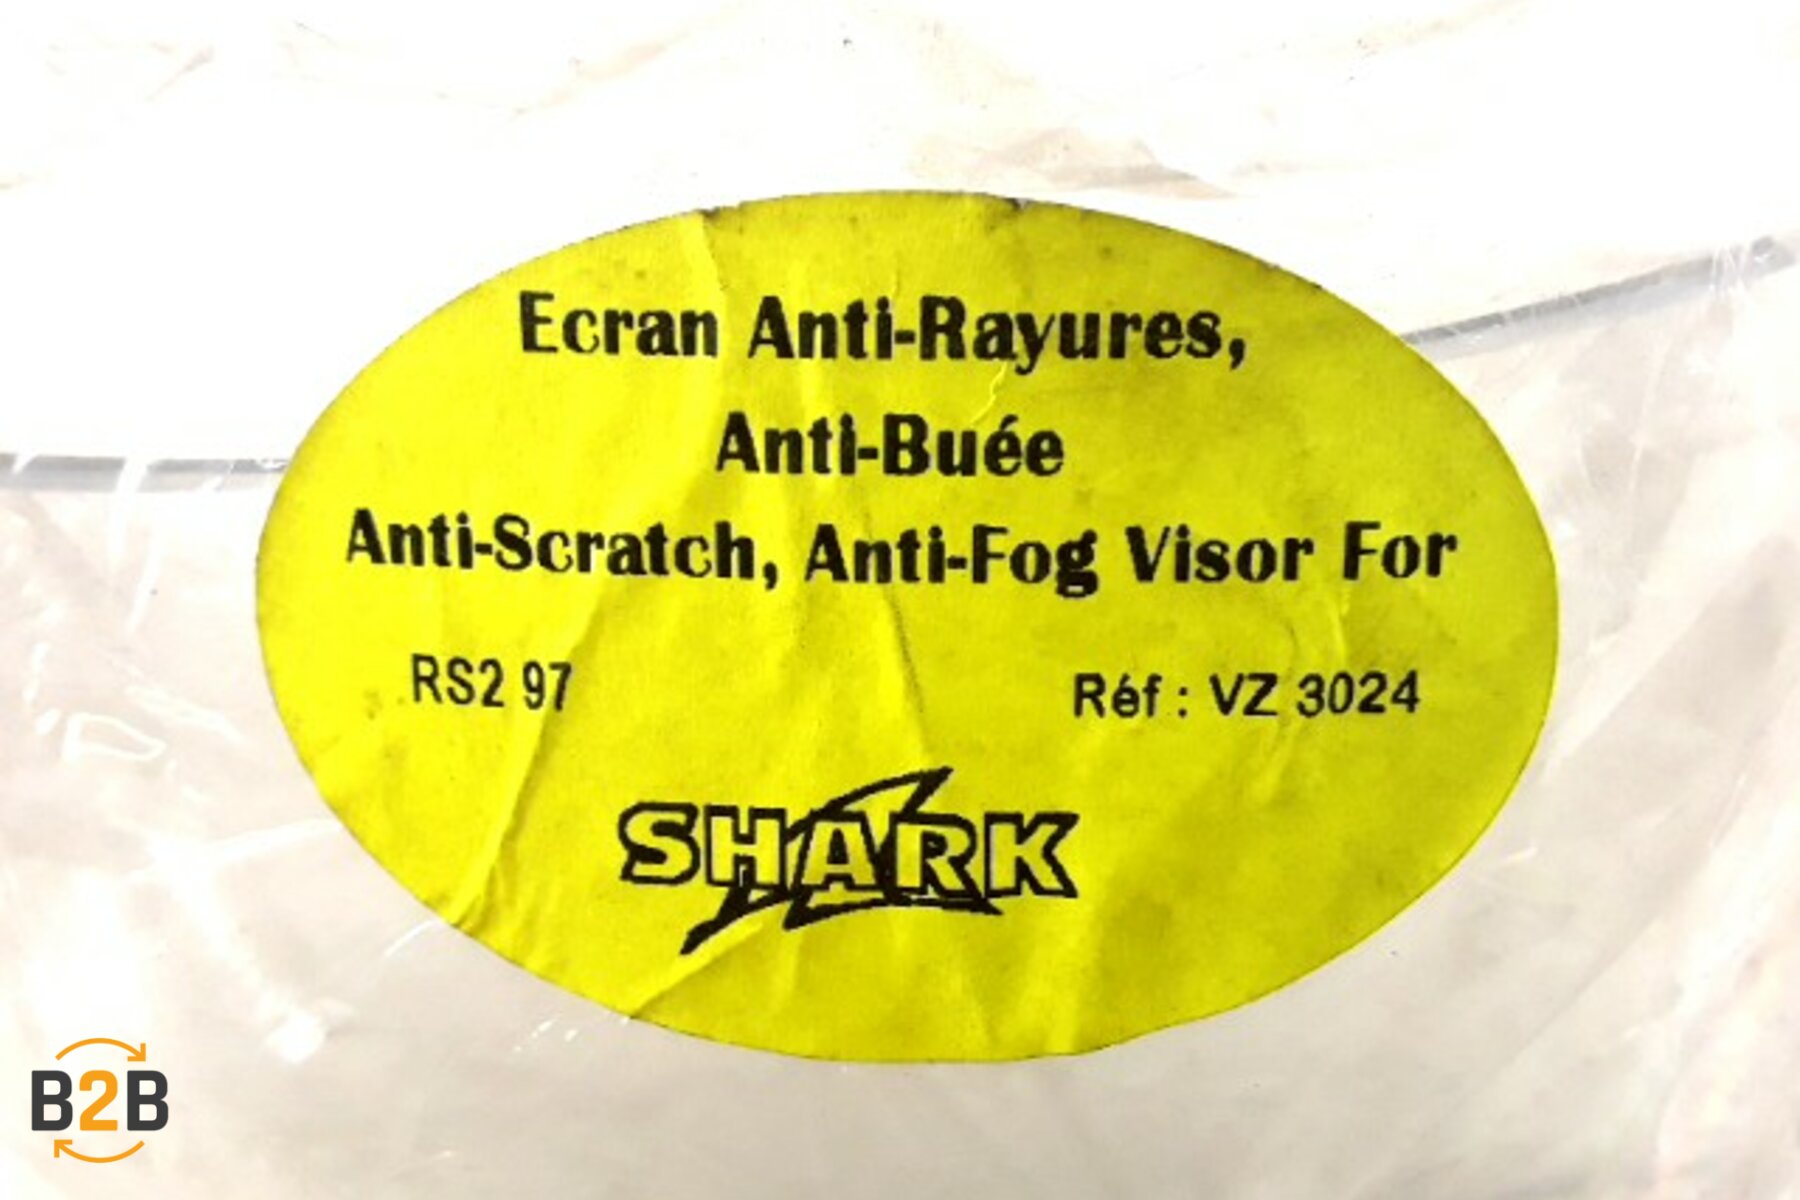 Ecran Anti-Rayures,
Anti-Buée
Anti-Scratch, Anti-Fog Visor For
RS2 97 Réf : VZ 3024
SHARK
B2B